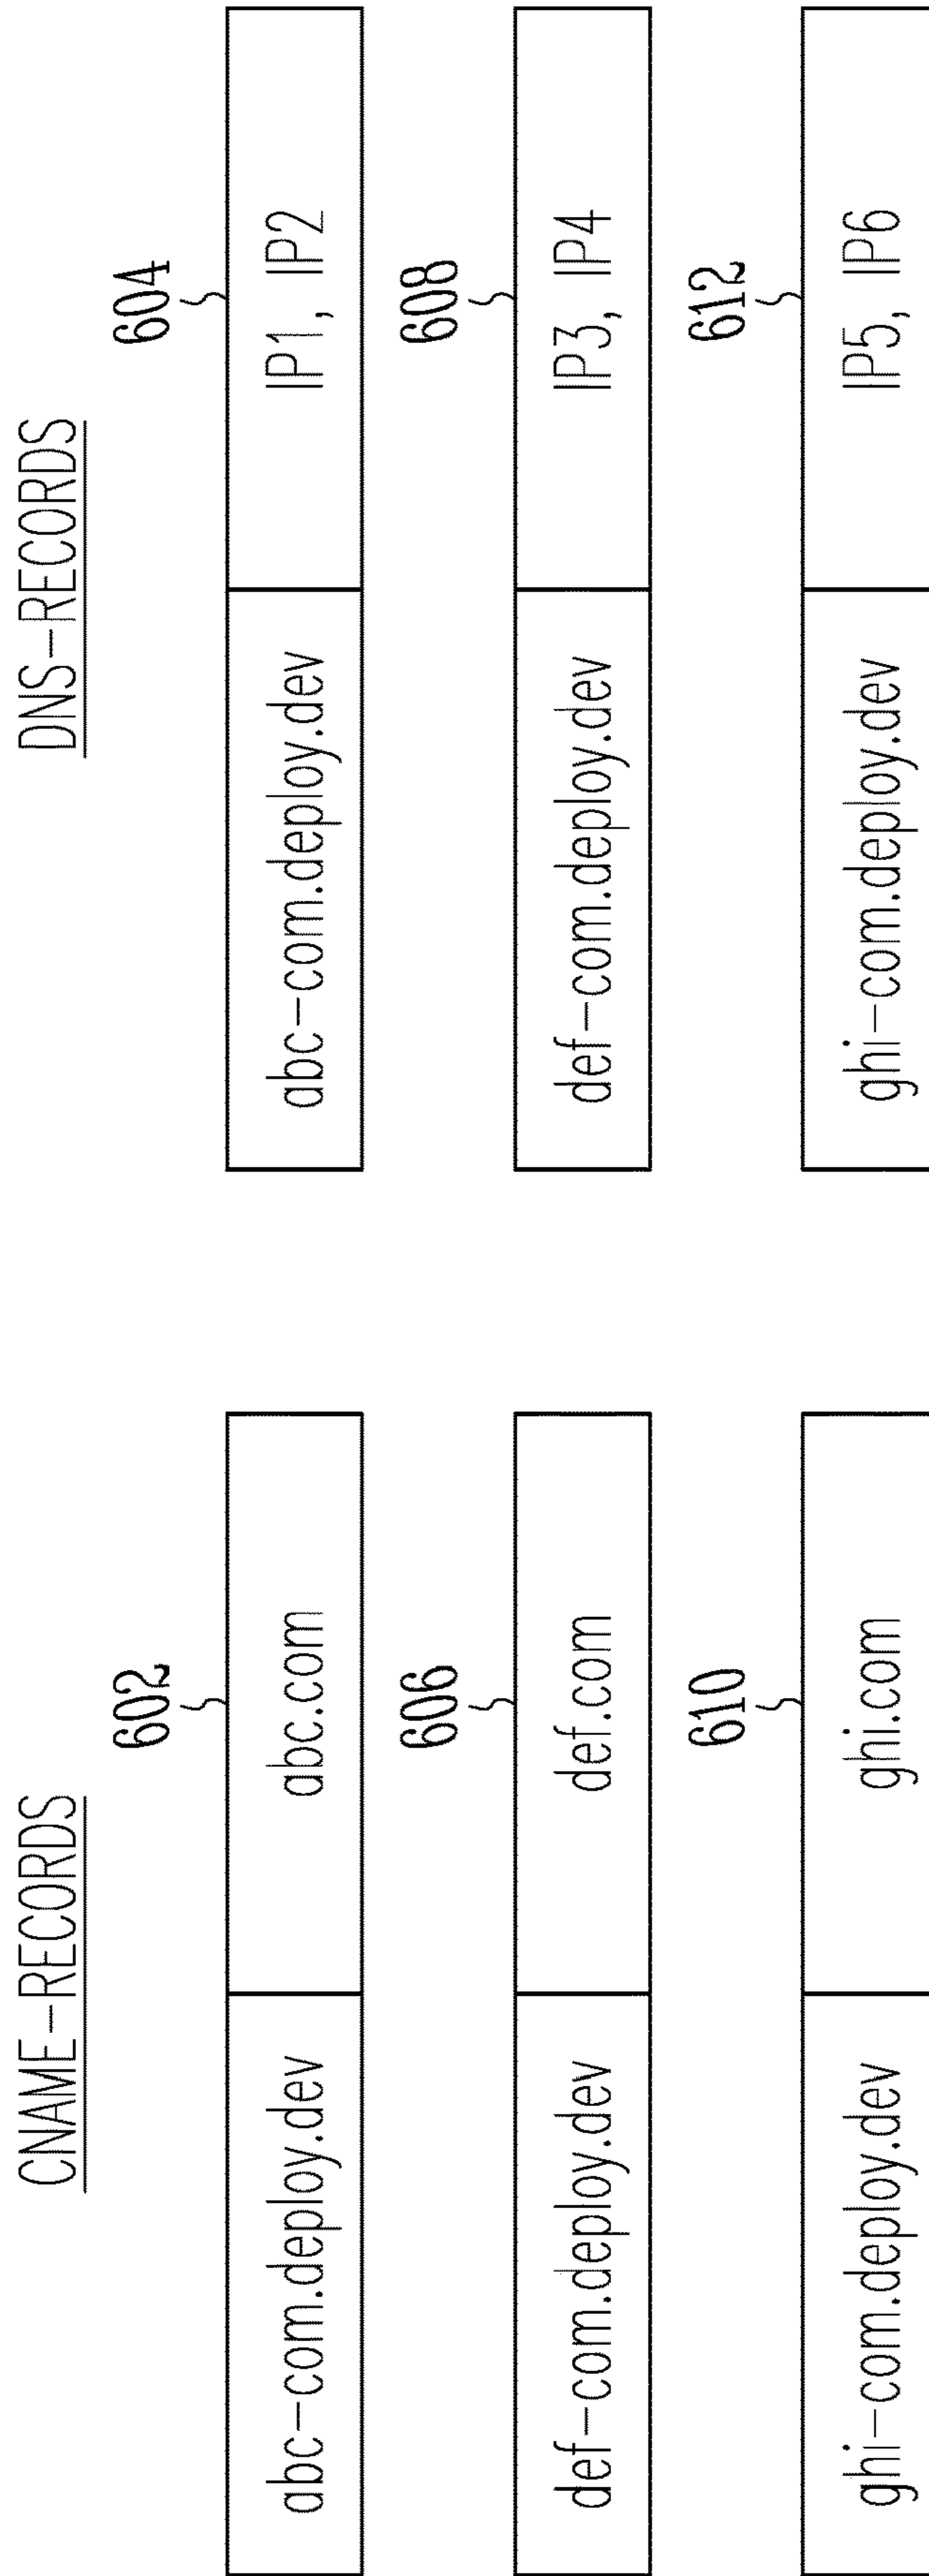 CNAME-RECORDS
602
abc-com.deploy.dev abc.com
606
def-com.deploy.dev def.com
610
ghi-com.deploy.dev ghi.com
DNS-RECORDS
604
abc-com.deploy.dev IP1, IP2
608
def-com.deploy.dev IP3, IP4
612
ghi-com.deploy.dev IP5, IP6